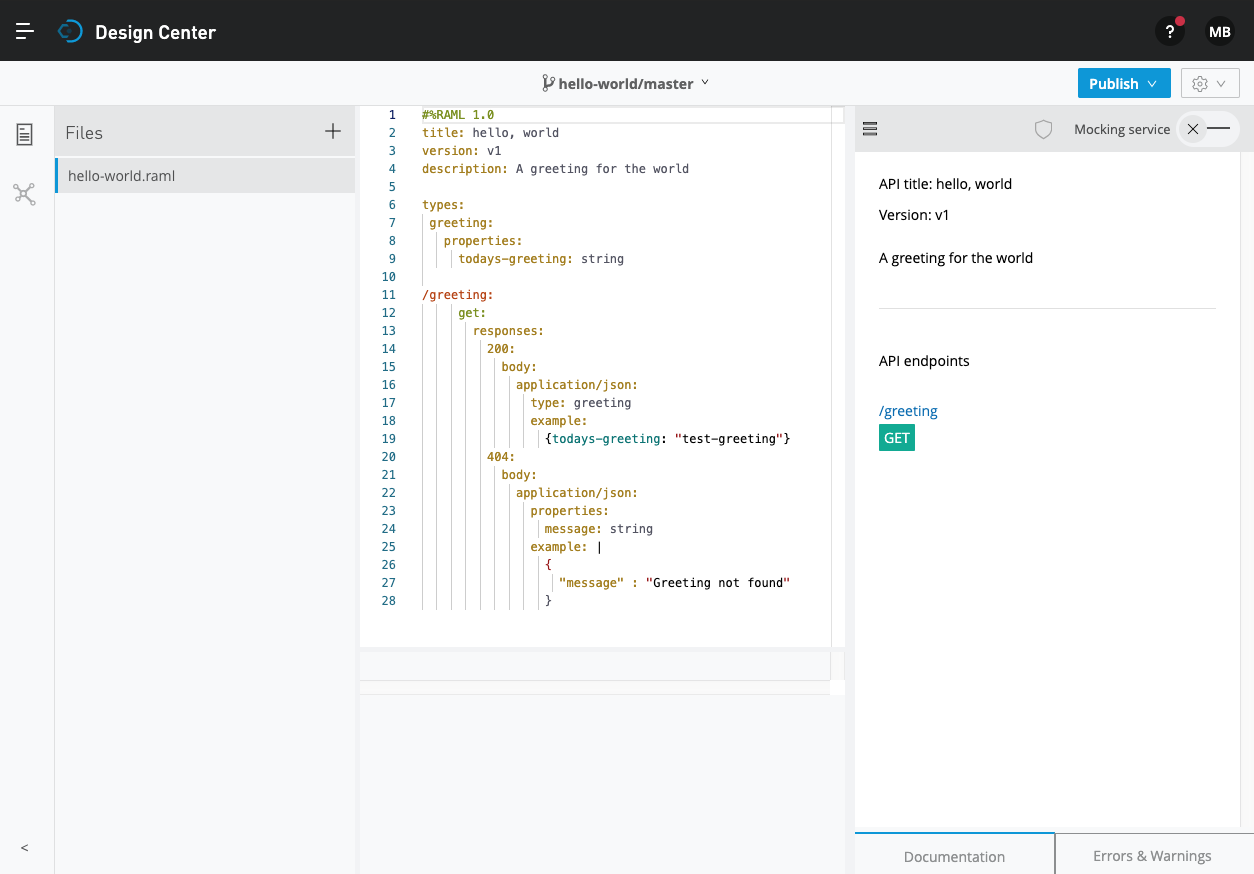 Design Center
?
MB
hello-world/master
Publish
Files
+
hello-world.raml
1 #%RAML 1.0
2 title: hello, world
3 version: v1
4 description: A greeting for the world
5
6 types:
7 greeting:
8 properties:
9 todays-greeting: string
10
11 /greeting:
12 get:
13 responses:
14 200:
15 body:
16 application/json:
17 type: greeting
18 example:
19 {todays-greeting: "test-greeting"}
20 404:
21 body:
22 application/json:
23 properties:
24 message: string
25 example: |
26 {
27 "message" : "Greeting not found"
28 }
Mocking service
API title: hello, world
Version: v1
A greeting for the world
API endpoints
/greeting
GET
<
Documentation
Errors & Warnings